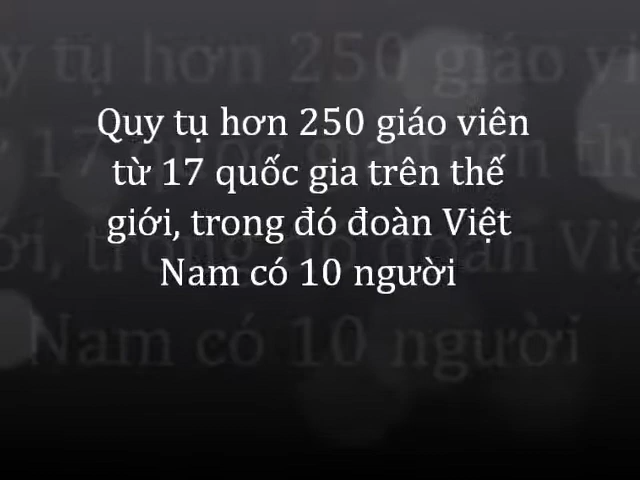 Quy tụ hơn 250 giáo viên
từ 17 quốc gia trên thế
giới, trong đó đoàn Việt
Nam có 10 người